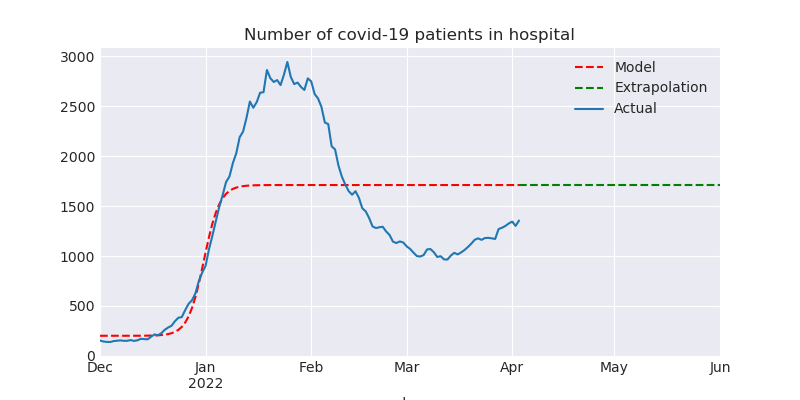 Number of covid-19 patients in hospital
3000
2500
2000
1500
1000
500
0
Model
Extrapolation
Actual
Dec Jan Feb Mar Apr May Jun
2022